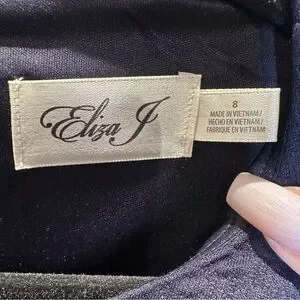 Eliza J
8
MADE IN VIETNAM/
HECHO EN VIETNAM/
FABRIQUE EN VIETNAM